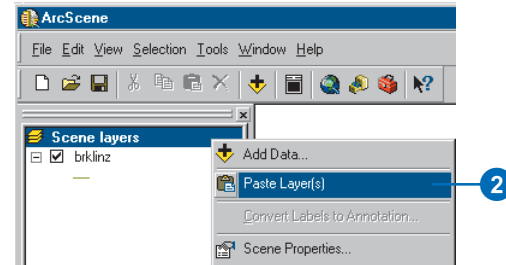 ArcScene
File Edit View Selection Tools Window Help
Scene layers
brklinz
Add Data...
Paste Layer(s)
2
Convert Labels to Annotation...
Scene Properties...